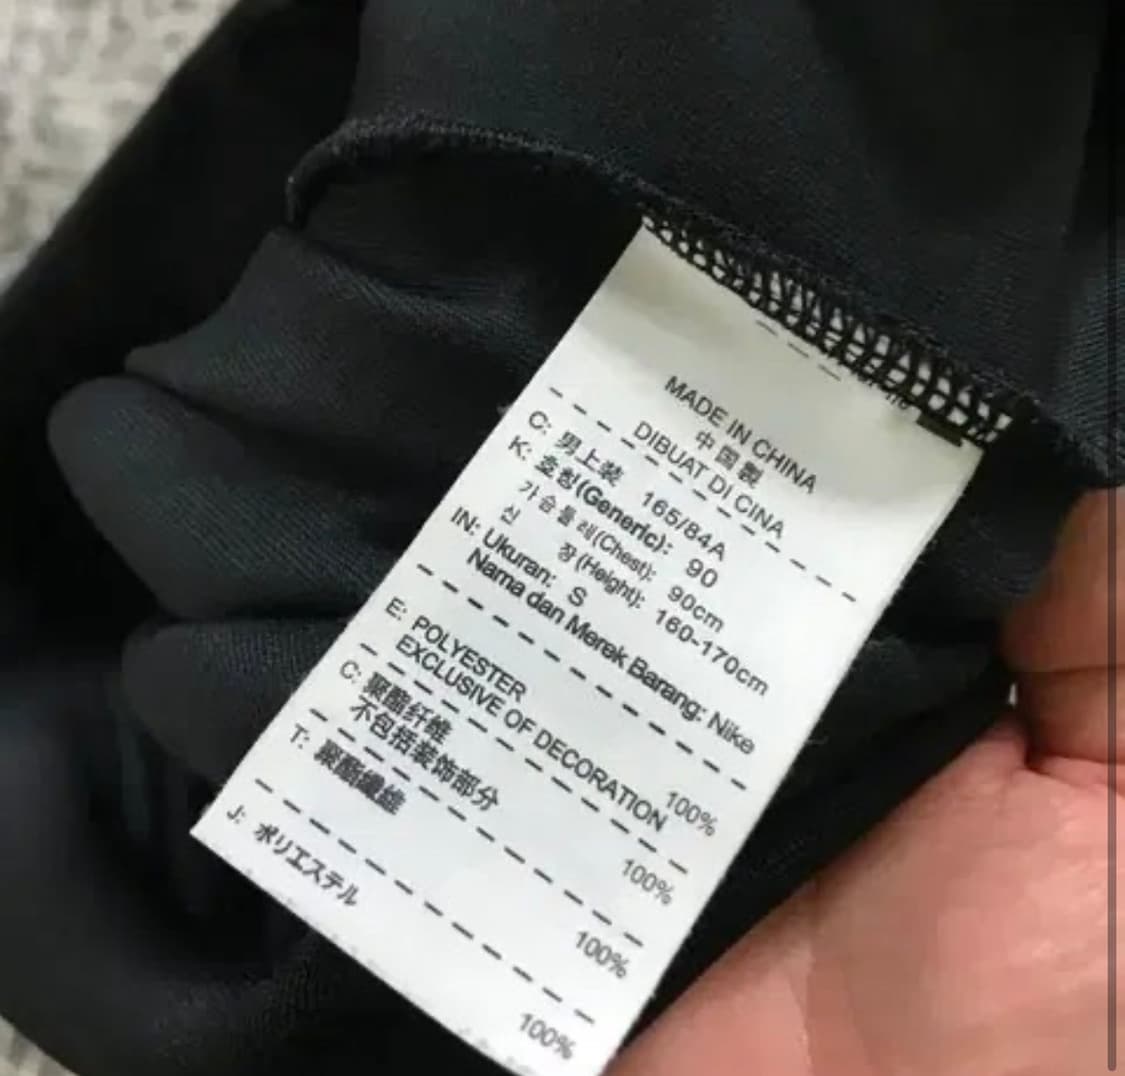 MADE IN CHINA
中国製
DIBUAT DI CINA
C: 男上装 165/84A
K: 호칭(Generic): 90
가슴둘레(Chest): 90cm
신 장(Height): 160-170cm
IN: Ukuran: S
Nama dan Merek Barang: Nike
E: POLYESTER 100%
EXCLUSIVE OF DECORATION
C: 聚酯纤维 100%
不包括装饰部分
T: 聚酯纖維 100%
J: ポリエステル 100%